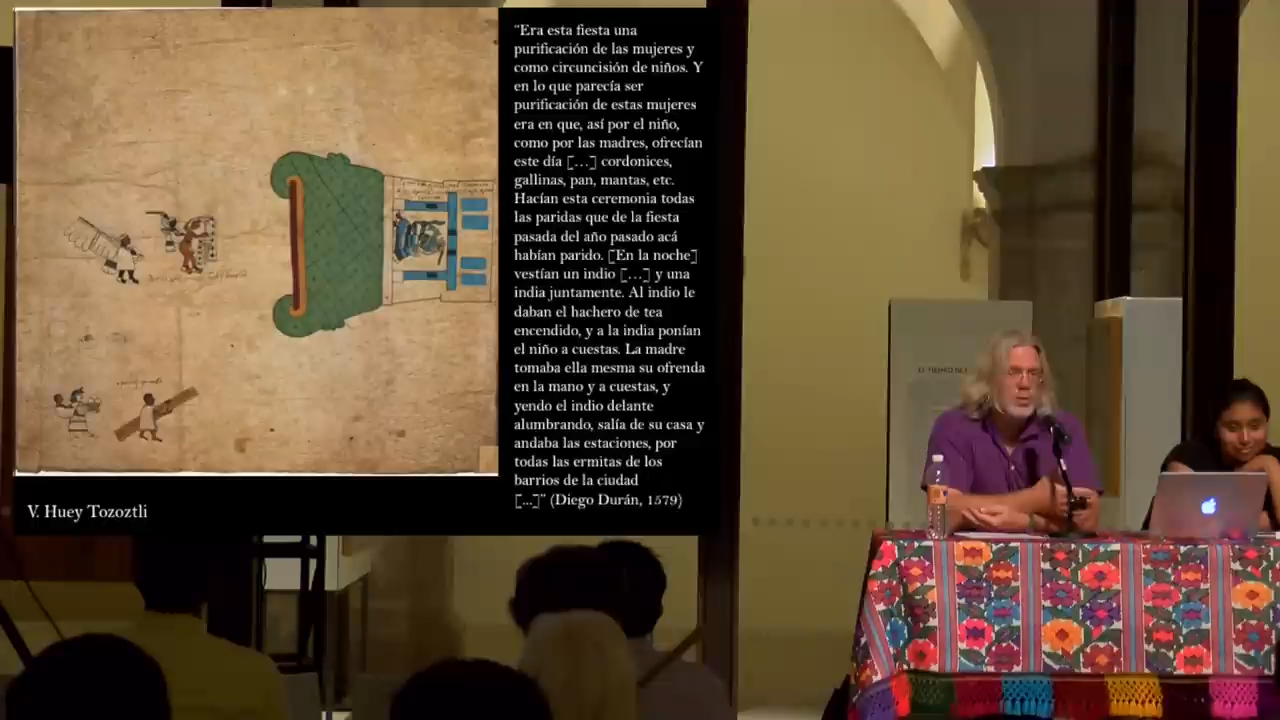 “Era esta fiesta una
purificación de las mujeres y
como circuncisión de niños. Y
en lo que parecía ser
purificación de estas mujeres
era en que, así por el niño,
como por las madres, ofrecían
este día […] cordonices,
gallinas, pan, mantas, etc.
Hacían esta ceremonia todas
las paridas que de la fiesta
pasada del año pasado acá
habían parido. [En la noche]
vestían un indio […] y una
india juntamente. Al indio le
daban el hachero de tea
encendido, y a la india ponían
el niño a cuestas. La madre
tomaba ella mesma su ofrenda
en la mano y a cuestas, y
yendo el indio delante
alumbrando, salía de su casa y
andaba las estaciones, por
todas las ermitas de los
barrios de la ciudad
[...]” (Diego Durán, 1579)
V. Huey Tozoztli